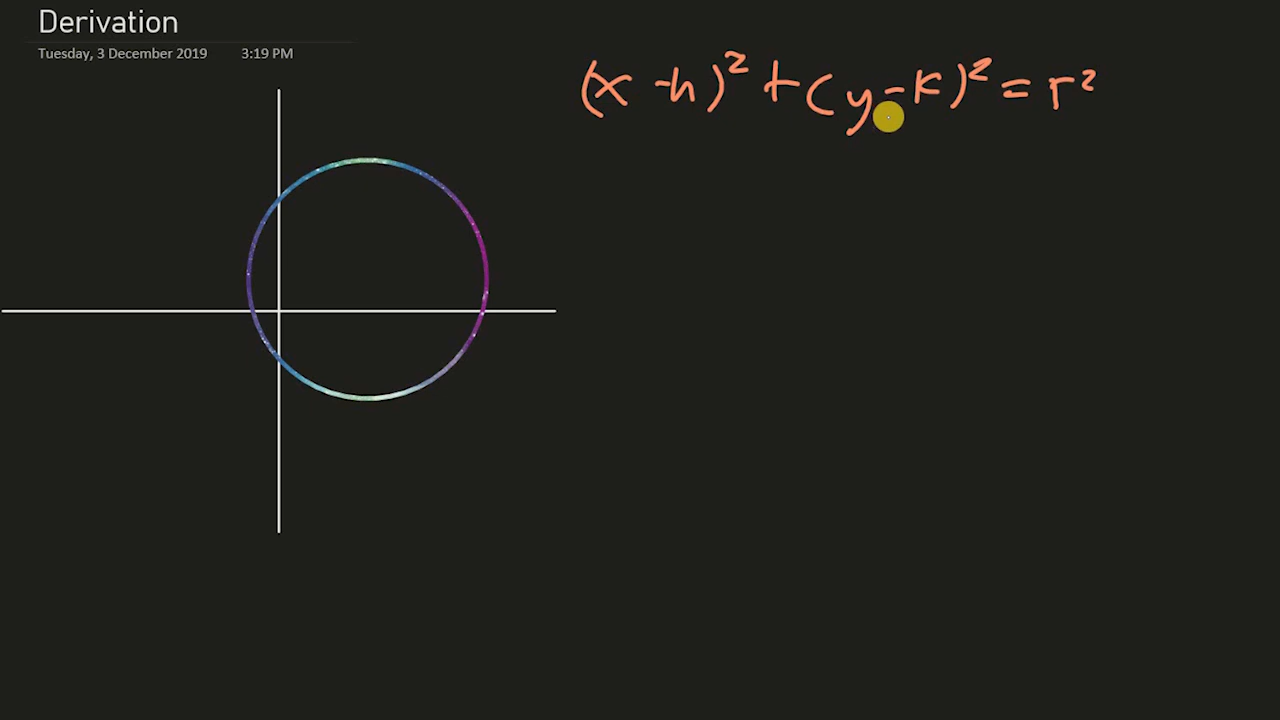 Derivation
Tuesday, 3 December 2019 3:19 PM
(x-h)² + (y-k)² = r²